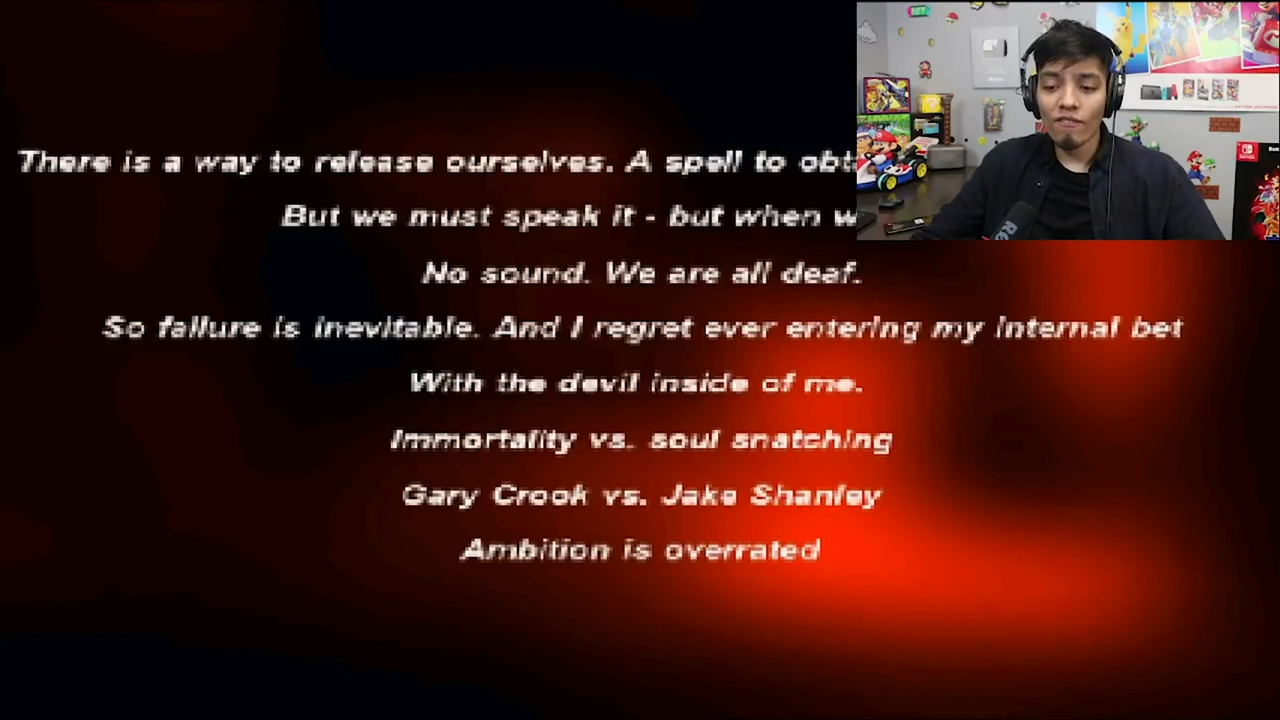 There is a way to release ourselves. A spell to
But we must speak it - but when
No sound. We are all deaf.
So failure is inevitable. And I regret ever entering my internal bet
With the devil inside of me.
Immortality vs. soul snatching
Gary Crook vs. Jake Shanley
Ambition is overrated